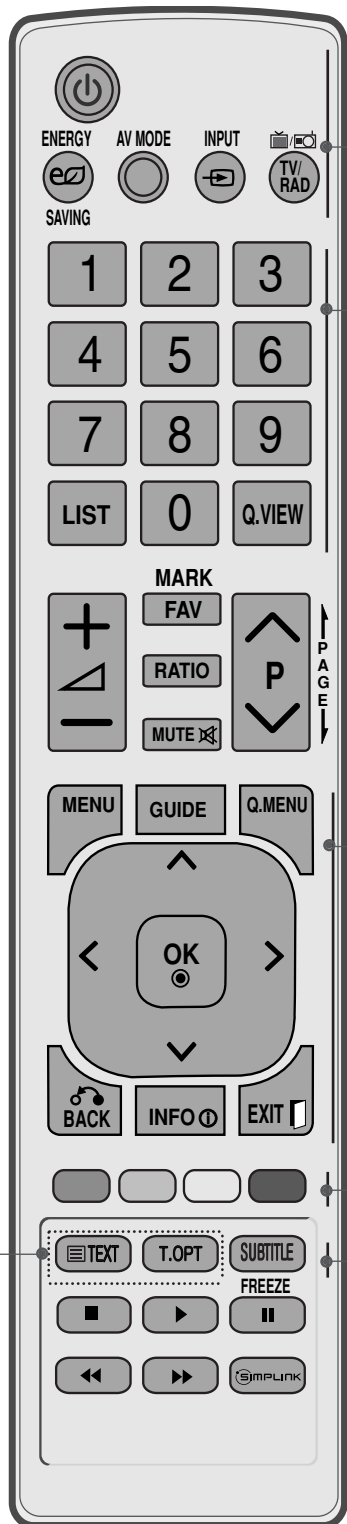 ENERGY AV MODE INPUT
TV/
RAD
SAVING
1 2 3
4 5 6
7 8 9
LIST 0 Q.VIEW
MARK
FAV
RATIO
P
PAGE
MUTE
MENU GUIDE Q.MENU
OK
BACK INFO EXIT
TEXT T.OPT SUBTITLE
FREEZE
SIMPLINK